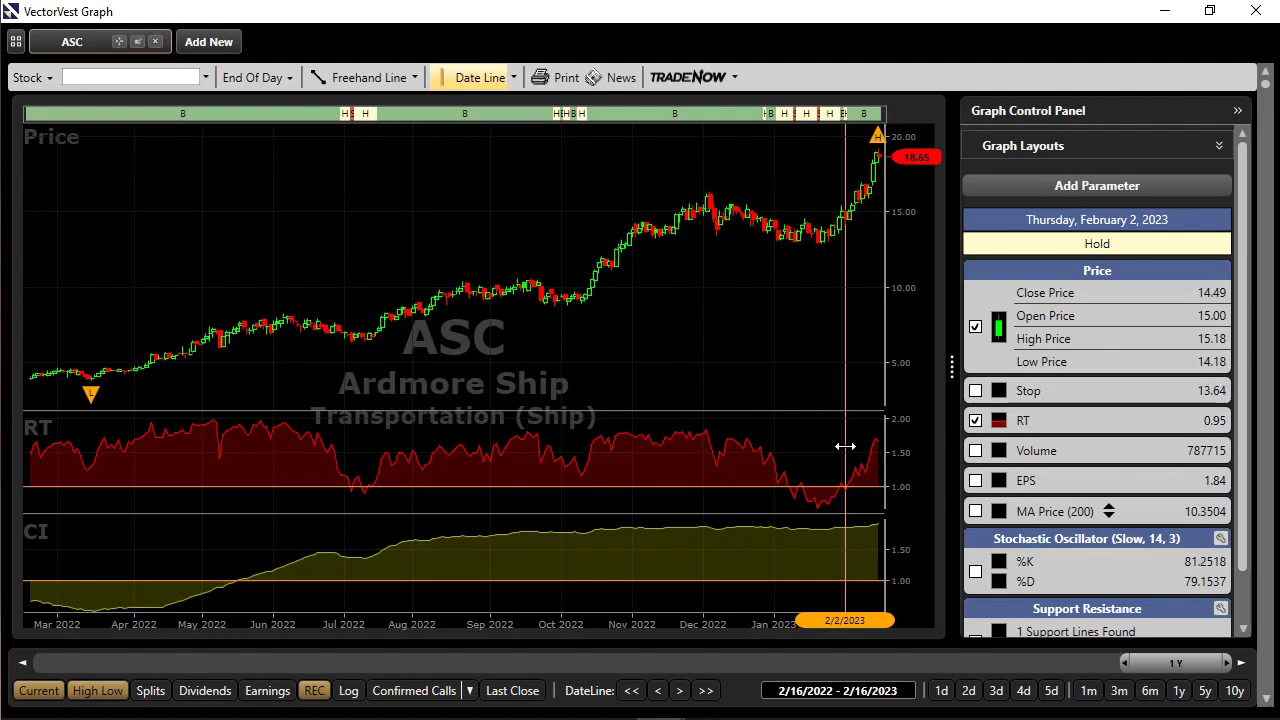 VectorVest Graph
ASC
Add New
Stock
End Of Day
Freehand Line
Date Line
Print
News
TRADENOW
B H H B H H B H B H H H B
Price
20.00
18.65
15.00
10.00
5.00
H
L
ASC
Ardmore Ship
Transportation (Ship)
RT
2.00
1.50
1.00
CI
1.50
1.00
Mar 2022 Apr 2022 May 2022 Jun 2022 Jul 2022 Aug 2022 Sep 2022 Oct 2022 Nov 2022 Dec 2022 Jan 2023 2/2/2023
Graph Control Panel
Graph Layouts
Add Parameter
Thursday, February 2, 2023
Hold
Price
Close Price 14.49
Open Price 15.00
High Price 15.18
Low Price 14.18
Stop 13.64
RT 0.95
Volume 787715
EPS 1.84
MA Price (200) 10.3504
Stochastic Oscillator (Slow, 14, 3)
%K 81.2518
%D 79.1537
Support Resistance
1 Support Lines Found
1 Y
Current High Low Splits Dividends Earnings REC Log Confirmed Calls Last Close DateLine: << < > >> 2/16/2022 - 2/16/2023 1d 2d 3d 4d 5d 1m 3m 6m 1y 5y 10y